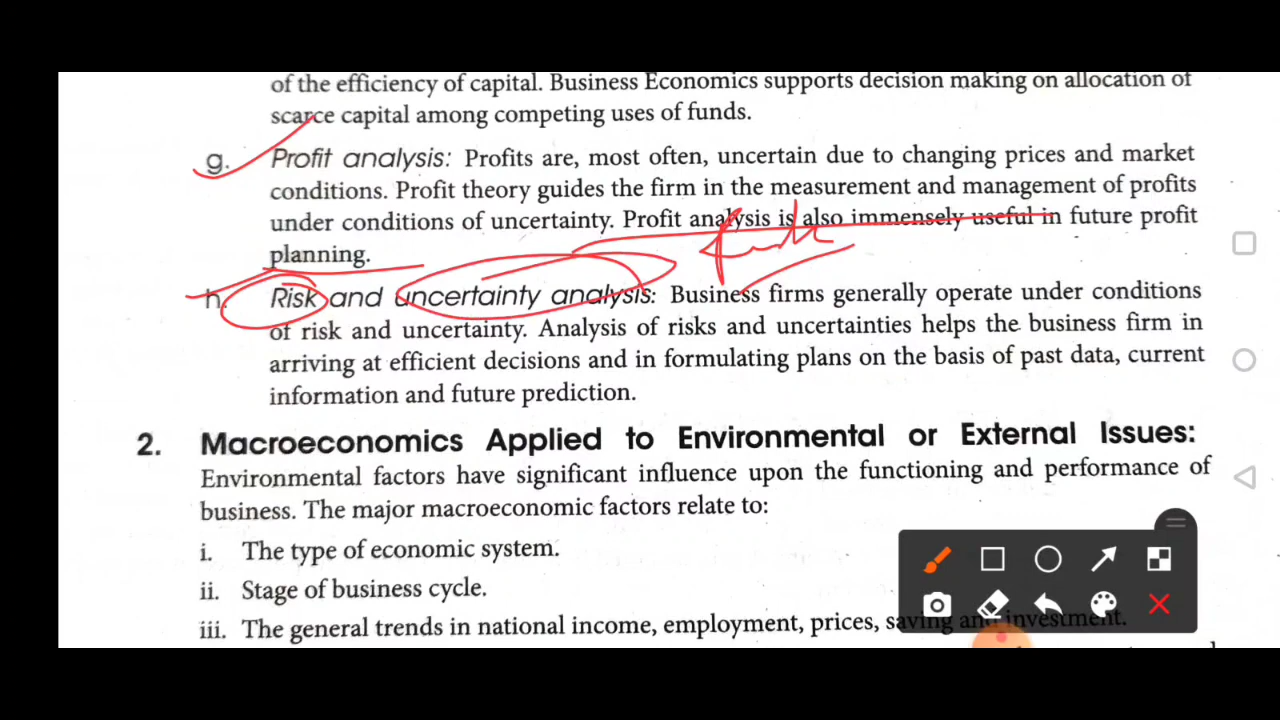 of the efficiency of capital. Business Economics supports decision making on allocation of
scarce capital among competing uses of funds.
g. Profit analysis: Profits are, most often, uncertain due to changing prices and market
conditions. Profit theory guides the firm in the measurement and management of profits
under conditions of uncertainty. Profit analysis is also immensely useful in future profit
planning.
h. Risk and uncertainty analysis: Business firms generally operate under conditions
of risk and uncertainty. Analysis of risks and uncertainties helps the business firm in
arriving at efficient decisions and in formulating plans on the basis of past data, current
information and future prediction.
2. Macroeconomics Applied to Environmental or External Issues:
Environmental factors have significant influence upon the functioning and performance of
business. The major macroeconomic factors relate to:
i. The type of economic system.
ii. Stage of business cycle.
iii. The general trends in national income, employment, prices, saving and investment.